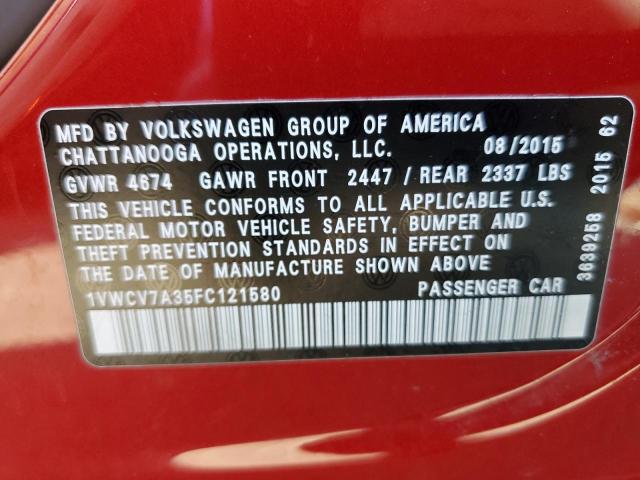 MFD BY VOLKSWAGEN GROUP OF AMERICA
CHATTANOOGA OPERATIONS, LLC. 08/2015
GVWR 4674 GAWR FRONT 2447 / REAR 2337 LBS
THIS VEHICLE CONFORMS TO ALL APPLICABLE U.S.
FEDERAL MOTOR VEHICLE SAFETY, BUMPER AND
THEFT PREVENTION STANDARDS IN EFFECT ON
THE DATE OF MANUFACTURE SHOWN ABOVE
1VWCV7A35FC121580 PASSENGER CAR
3639258 2015 62